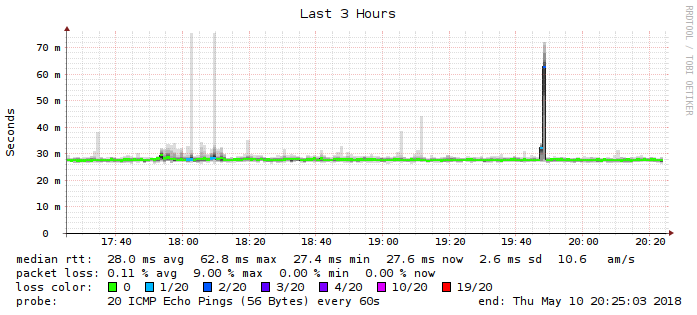 Last 3 Hours
RRDTOOL / TOBI OETIKER
Seconds
70 m
60 m
50 m
40 m
30 m
20 m
10 m
0
17:40 18:00 18:20 18:40 19:00 19:20 19:40 20:00 20:20
median rtt: 28.0 ms avg 62.8 ms max 27.4 ms min 27.6 ms now 2.6 ms sd 10.6 am/s
packet loss: 0.11 % avg 9.00 % max 0.00 % min 0.00 % now
loss color: 0 1/20 2/20 3/20 4/20 10/20 19/20
probe: 20 ICMP Echo Pings (56 Bytes) every 60s end: Thu May 10 20:25:03 2018